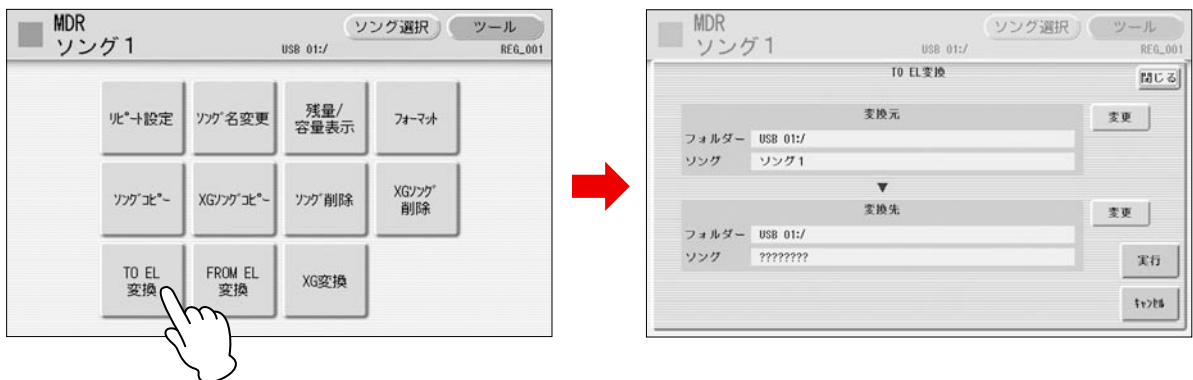 MDR
ソング1
ソング選択
ツール
USB 01:/
REG_001
ﾘﾋﾟｰﾄ設定
ｿﾝｸﾞ名変更
残量/
容量表示
ﾌｫｰﾏｯﾄ
ｿﾝｸﾞｺﾋﾟｰ
XGｿﾝｸﾞｺﾋﾟｰ
ｿﾝｸﾞ削除
XGｿﾝｸﾞ
削除
TO EL
変換
FROM EL
変換
XG変換
MDR
ソング1
ソング選択
ツール
USB 01:/
REG_001
TO EL変換
閉じる
変換元
変更
フォルダー USB 01:/
ソング ソング1
▼
変換先
変更
フォルダー USB 01:/
ソング ????????
実行
ｷｬﾝｾﾙ